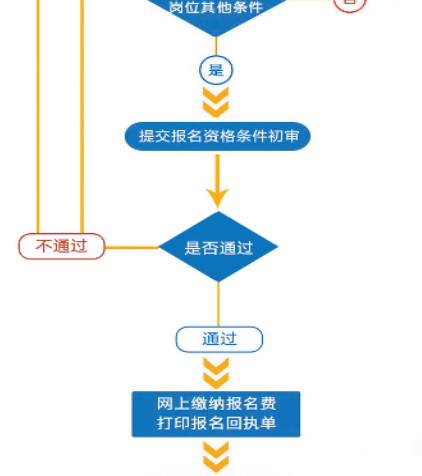 岗位其他条件
否
是
提交报名资格条件初审
不通过
是否通过
通过
网上缴纳报名费
打印报名回执单